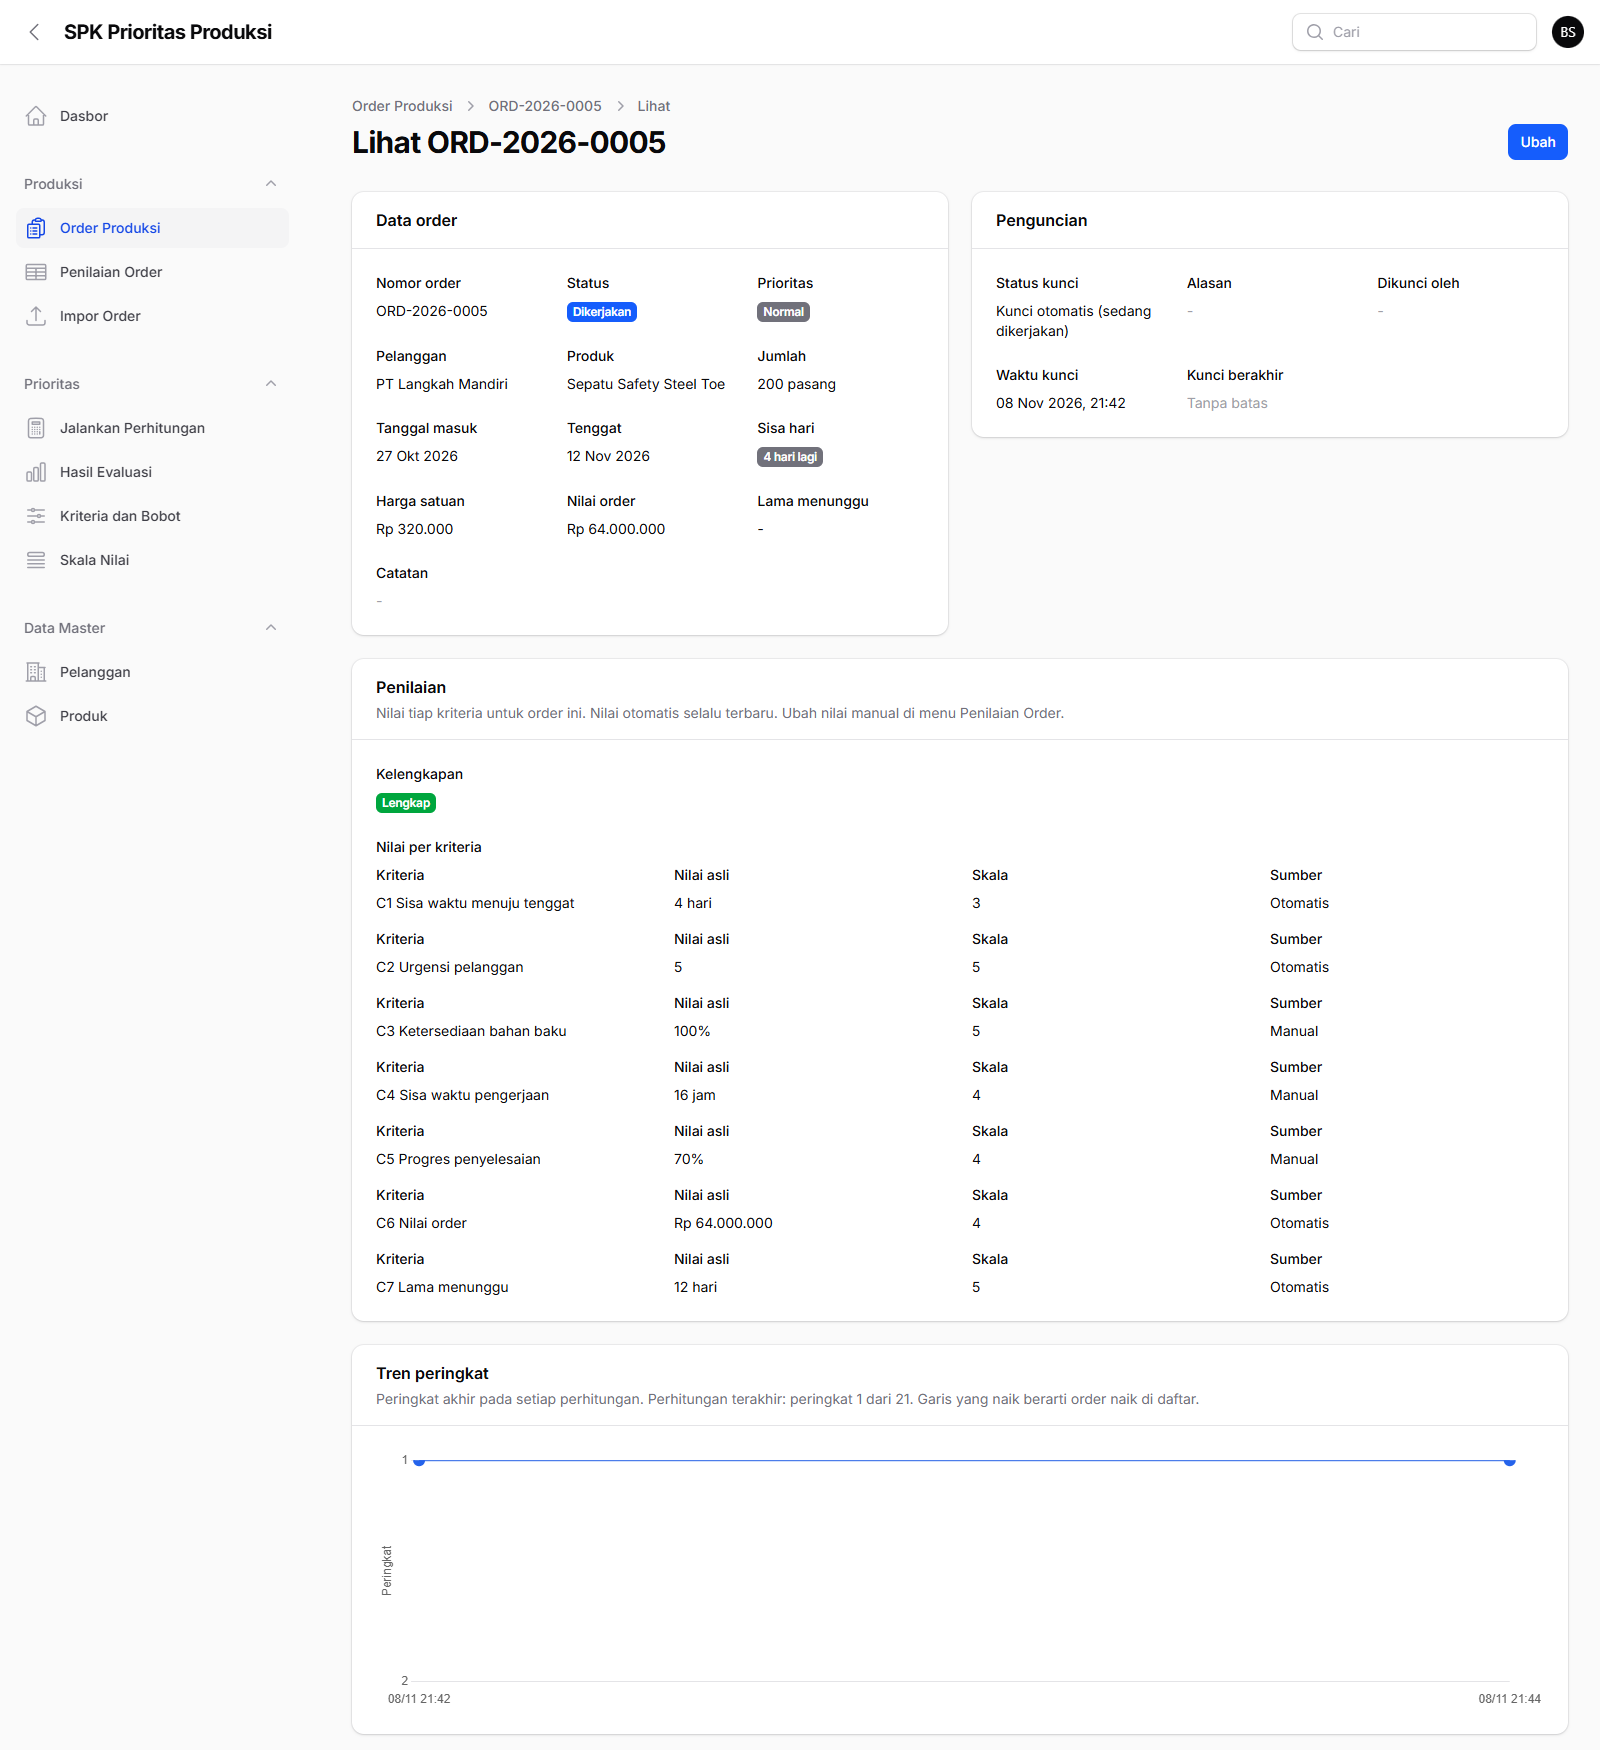 SPK Prioritas Produksi
Cari
BS
Dasbor
Produksi
Order Produksi
Penilaian Order
Impor Order
Prioritas
Jalankan Perhitungan
Hasil Evaluasi
Kriteria dan Bobot
Skala Nilai
Data Master
Pelanggan
Produk
Order Produksi > ORD-2026-0005 > Lihat
Lihat ORD-2026-0005
Ubah
Data order
Nomor order Status Prioritas
ORD-2026-0005 Dikerjakan Normal
Pelanggan Produk Jumlah
PT Langkah Mandiri Sepatu Safety Steel Toe 200 pasang
Tanggal masuk Tenggat Sisa hari
27 Okt 2026 12 Nov 2026 4 hari lagi
Harga satuan Nilai order Lama menunggu
Rp 320.000 Rp 64.000.000 -
Catatan
-
Penguncian
Status kunci Alasan Dikunci oleh
Kunci otomatis (sedang dikerjakan) - -
Waktu kunci Kunci berakhir
08 Nov 2026, 21:42 Tanpa batas
Penilaian
Nilai tiap kriteria untuk order ini. Nilai otomatis selalu terbaru. Ubah nilai manual di menu Penilaian Order.
Kelengkapan
Lengkap
Nilai per kriteria
Kriteria Nilai asli Skala Sumber
C1 Sisa waktu menuju tenggat 4 hari 3 Otomatis
Kriteria Nilai asli Skala Sumber
C2 Urgensi pelanggan 5 5 Otomatis
Kriteria Nilai asli Skala Sumber
C3 Ketersediaan bahan baku 100% 5 Manual
Kriteria Nilai asli Skala Sumber
C4 Sisa waktu pengerjaan 16 jam 4 Manual
Kriteria Nilai asli Skala Sumber
C5 Progres penyelesaian 70% 4 Manual
Kriteria Nilai asli Skala Sumber
C6 Nilai order Rp 64.000.000 4 Otomatis
Kriteria Nilai asli Skala Sumber
C7 Lama menunggu 12 hari 5 Otomatis
Tren peringkat
Peringkat akhir pada setiap perhitungan. Perhitungan terakhir: peringkat 1 dari 21. Garis yang naik berarti order naik di daftar.
1
Peringkat
2
08/11 21:42 08/11 21:44